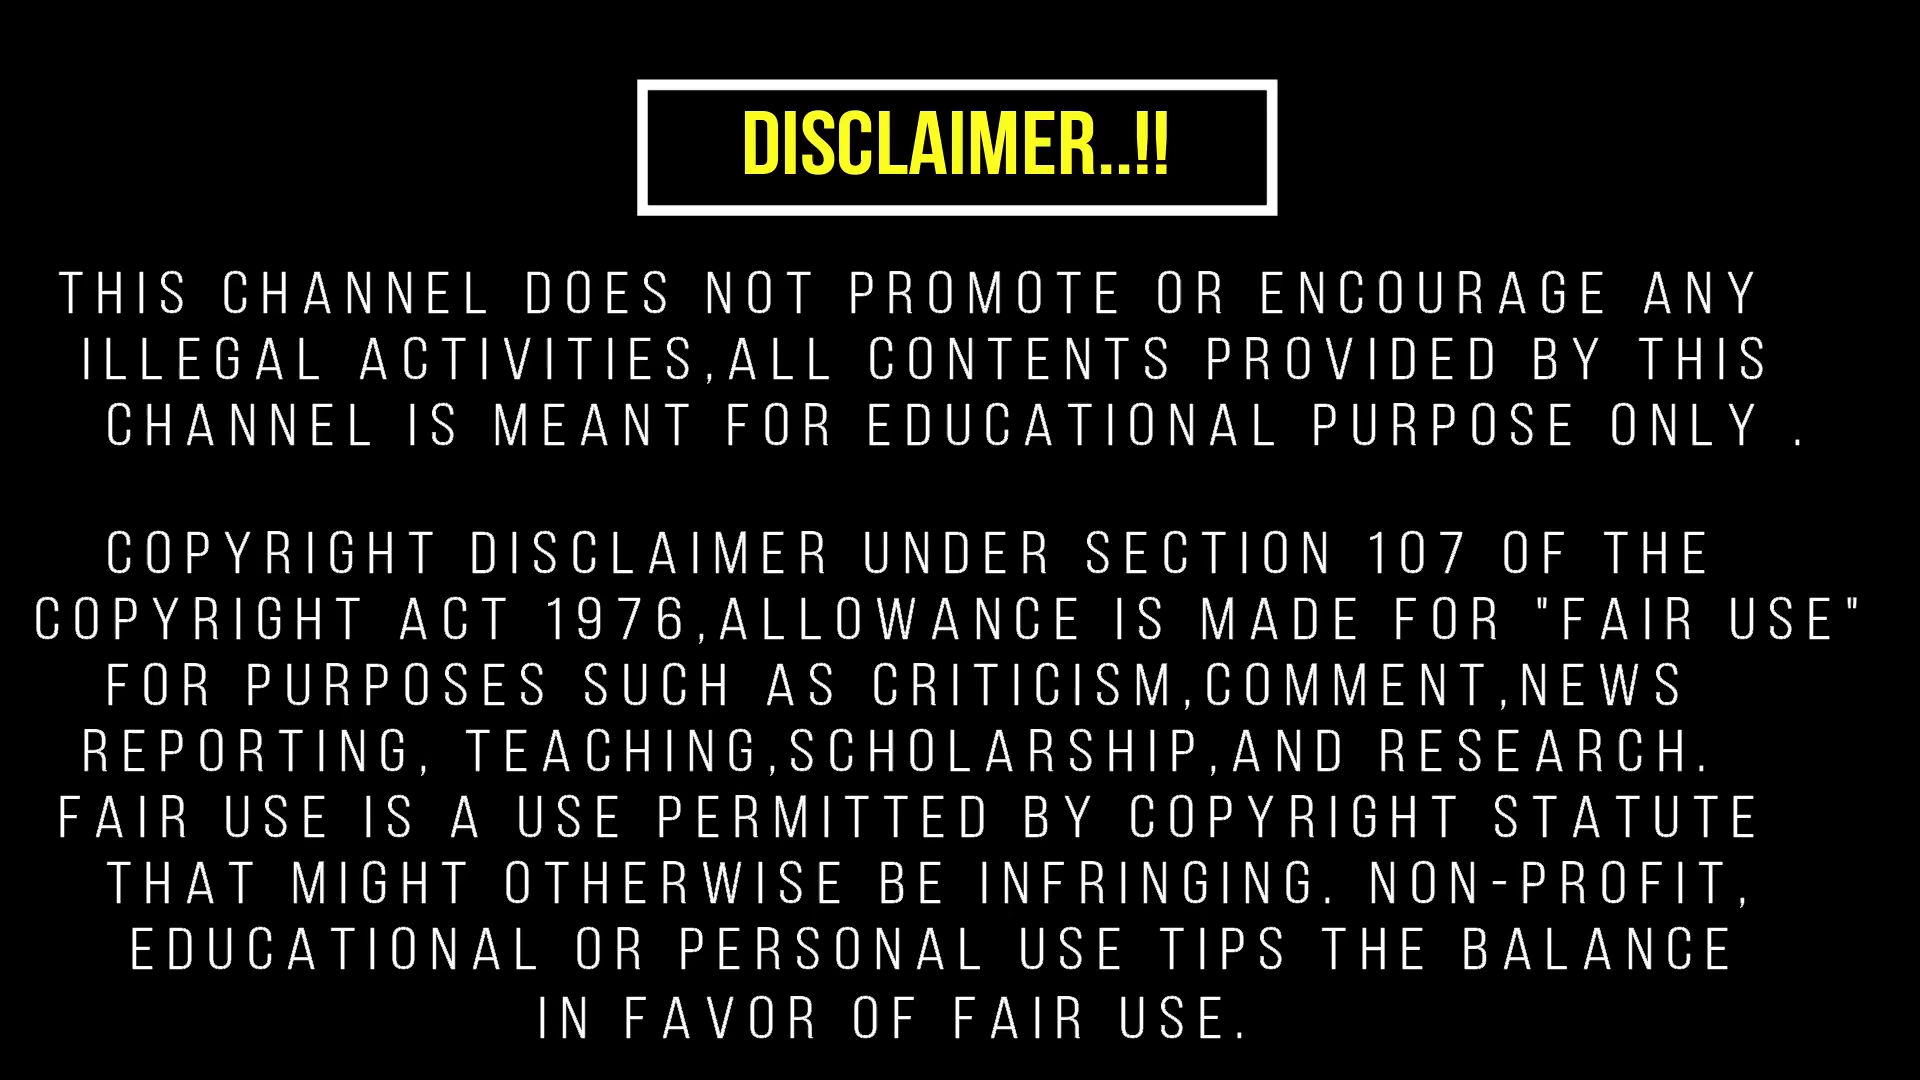 DISCLAIMER..!!
THIS CHANNEL DOES NOT PROMOTE OR ENCOURAGE ANY
ILLEGAL ACTIVITIES,ALL CONTENTS PROVIDED BY THIS
CHANNEL IS MEANT FOR EDUCATIONAL PURPOSE ONLY .
COPYRIGHT DISCLAIMER UNDER SECTION 107 OF THE
COPYRIGHT ACT 1976,ALLOWANCE IS MADE FOR "FAIR USE"
FOR PURPOSES SUCH AS CRITICISM,COMMENT,NEWS
REPORTING, TEACHING,SCHOLARSHIP,AND RESEARCH.
FAIR USE IS A USE PERMITTED BY COPYRIGHT STATUTE
THAT MIGHT OTHERWISE BE INFRINGING. NON-PROFIT,
EDUCATIONAL OR PERSONAL USE TIPS THE BALANCE
IN FAVOR OF FAIR USE.